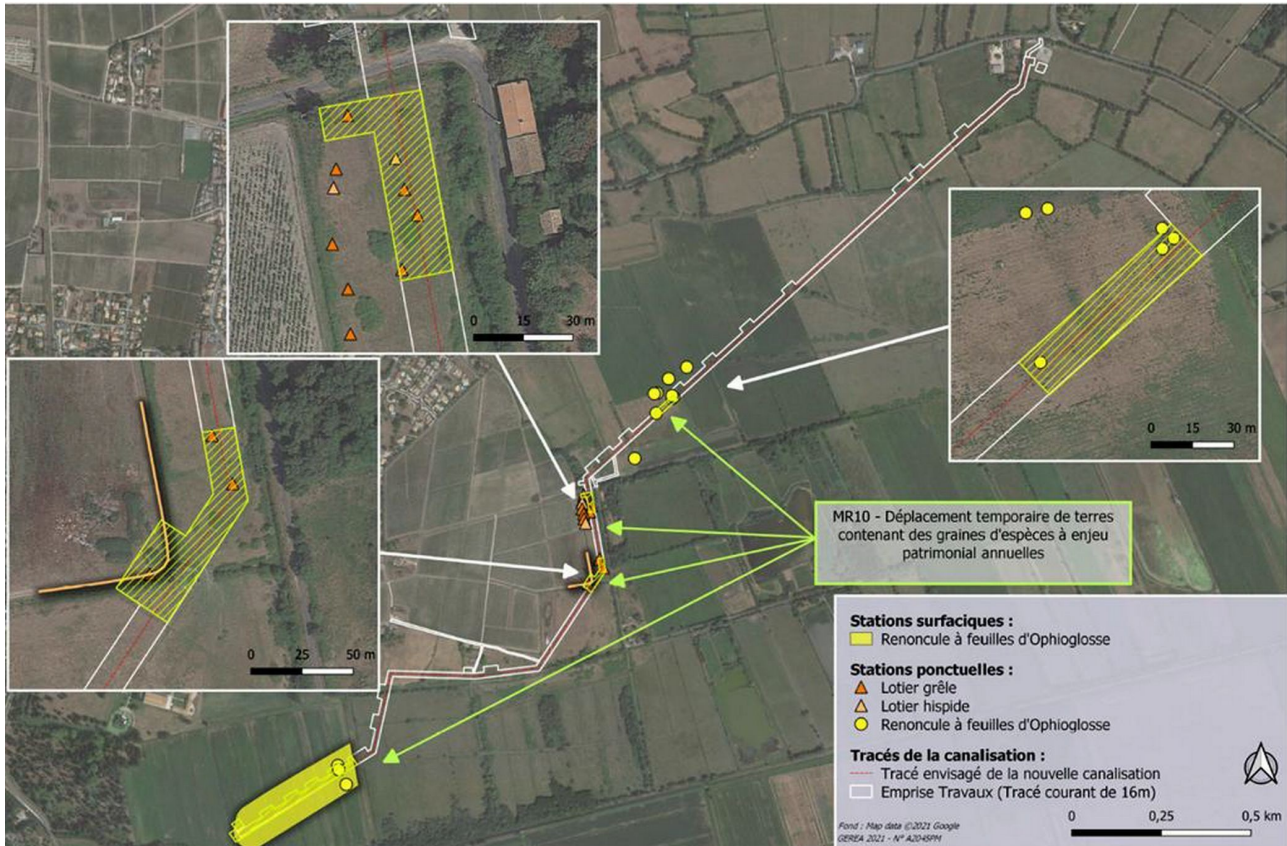 0 15 30 m
0 15 30 m
0 25 50 m
MR10 - Déplacement temporaire de terres
contenant des graines d'espèces à enjeu
patrimonial annuelles
Stations surfaciques :
Renoncule à feuilles d'Ophioglosse
Stations ponctuelles :
Lotier grêle
Lotier hispide
Renoncule à feuilles d'Ophioglosse
Tracés de la canalisation :
Tracé envisagé de la nouvelle canalisation
Emprise Travaux (Tracé courant de 16m)
Fond : Map data ©2021 Google
GEREA 2021 - N° A2045PM
0 0,25 0,5 km